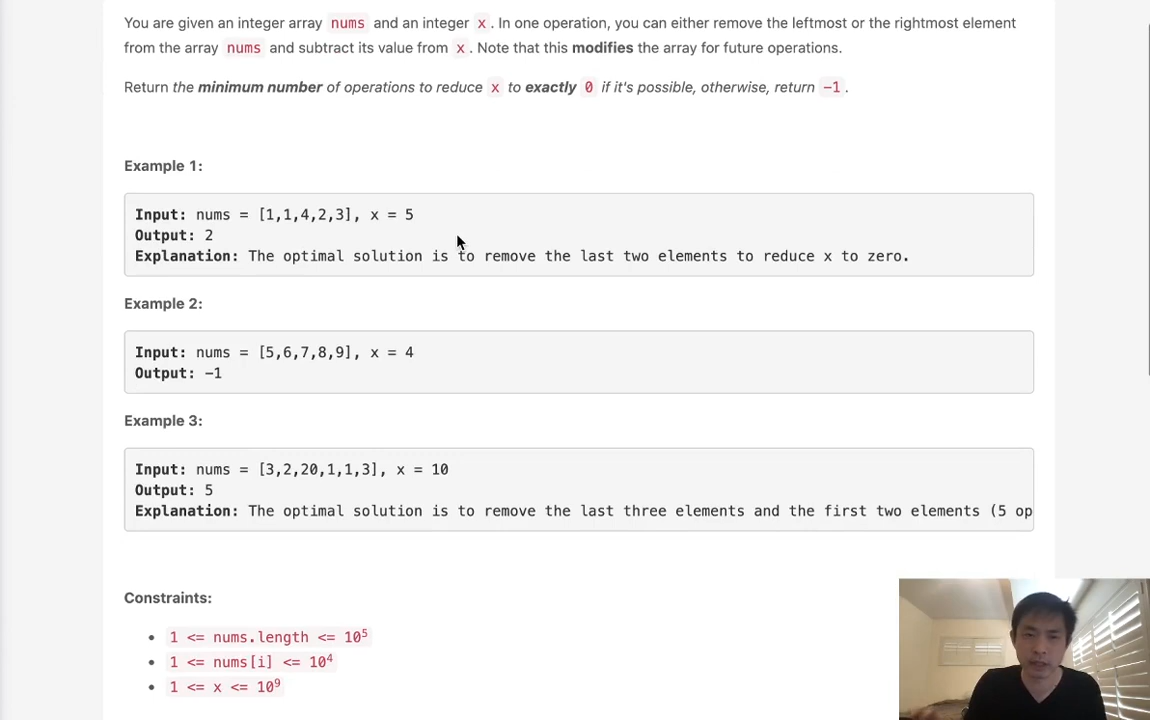 You are given an integer array nums and an integer x. In one operation, you can either remove the leftmost or the rightmost element
from the array nums and subtract its value from x. Note that this modifies the array for future operations.
Return the minimum number of operations to reduce x to exactly 0 if it's possible, otherwise, return -1.
Example 1:
Input: nums = [1,1,4,2,3], x = 5
Output: 2
Explanation: The optimal solution is to remove the last two elements to reduce x to zero.
Example 2:
Input: nums = [5,6,7,8,9], x = 4
Output: -1
Example 3:
Input: nums = [3,2,20,1,1,3], x = 10
Output: 5
Explanation: The optimal solution is to remove the last three elements and the first two elements (5 op
Constraints:
• 1 <= nums.length <= 10⁵
• 1 <= nums[i] <= 10⁴
• 1 <= x <= 10⁹